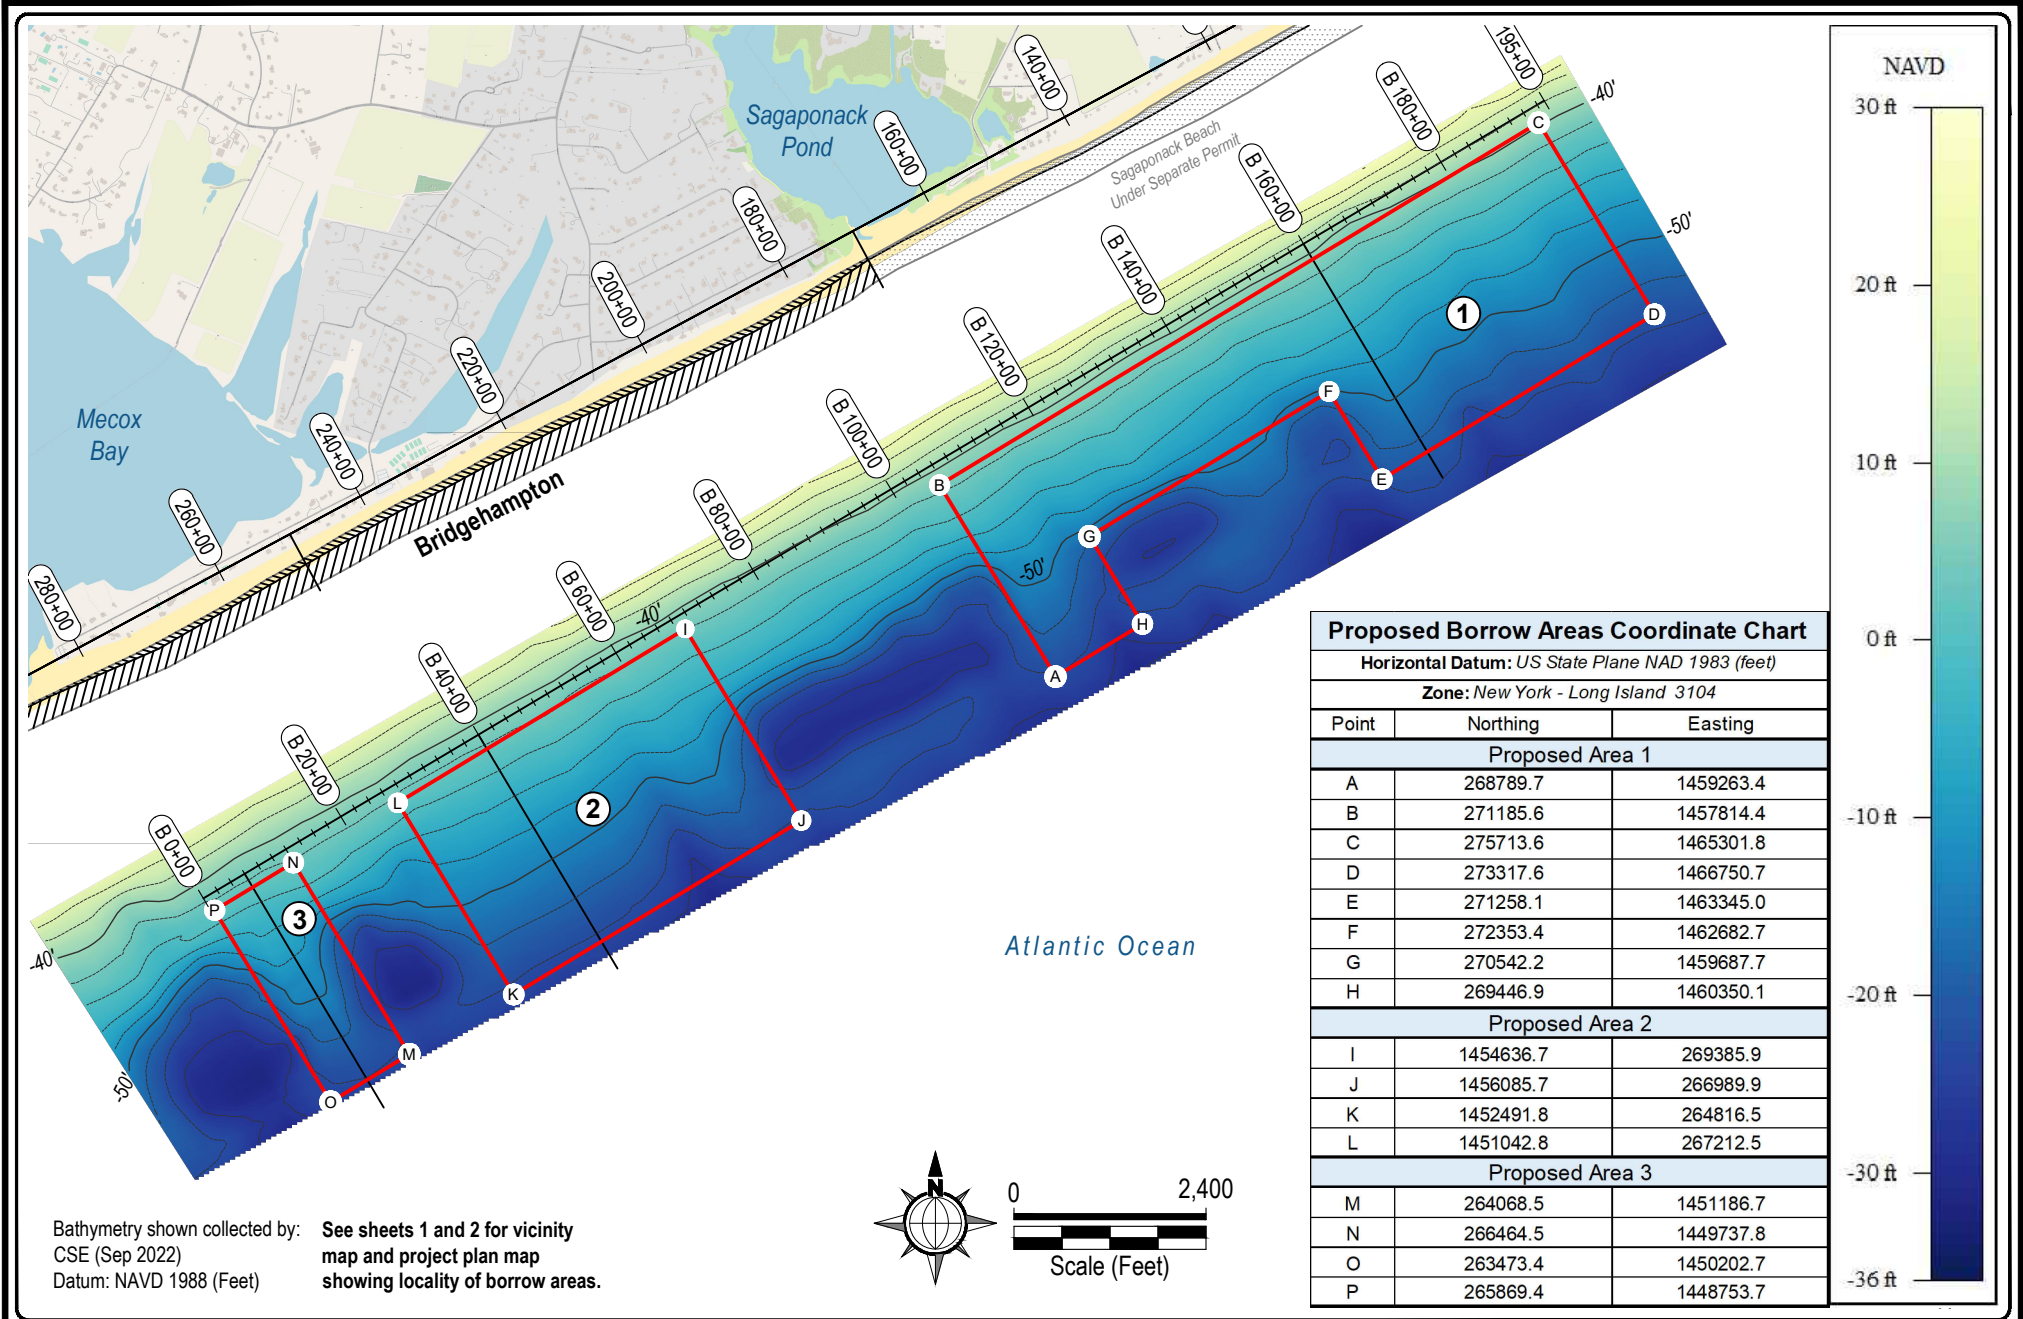 Sagaponack
Pond
Mecox
Bay
Bridgehampton
Sagaponack Beach
Under Separate Permit
140+00
160+00
180+00
200+00
220+00
240+00
260+00
280+00
195+00
B 180+00
B 160+00
B 140+00
B 120+00
B 100+00
B 80+00
B 60+00
B 40+00
B 20+00
B 0+00
-40'
-50'
-50'
-40'
-40'
-50'
C
D
1
F
E
B
G
H
A
I
J
2
L
K
N
P
3
M
O
Atlantic Ocean
Bathymetry shown collected by:
CSE (Sep 2022)
Datum: NAVD 1988 (Feet)
See sheets 1 and 2 for vicinity
map and project plan map
showing locality of borrow areas.
N
0 2,400
Scale (Feet)
Proposed Borrow Areas Coordinate Chart
Horizontal Datum: US State Plane NAD 1983 (feet)
Zone: New York - Long Island 3104
Point Northing Easting
Proposed Area 1
A 268789.7 1459263.4
B 271185.6 1457814.4
C 275713.6 1465301.8
D 273317.6 1466750.7
E 271258.1 1463345.0
F 272353.4 1462682.7
G 270542.2 1459687.7
H 269446.9 1460350.1
Proposed Area 2
I 1454636.7 269385.9
J 1456085.7 266989.9
K 1452491.8 264816.5
L 1451042.8 267212.5
Proposed Area 3
M 264068.5 1451186.7
N 266464.5 1449737.8
O 263473.4 1450202.7
P 265869.4 1448753.7
NAVD
30 ft
20 ft
10 ft
0 ft
-10 ft
-20 ft
-30 ft
-36 ft